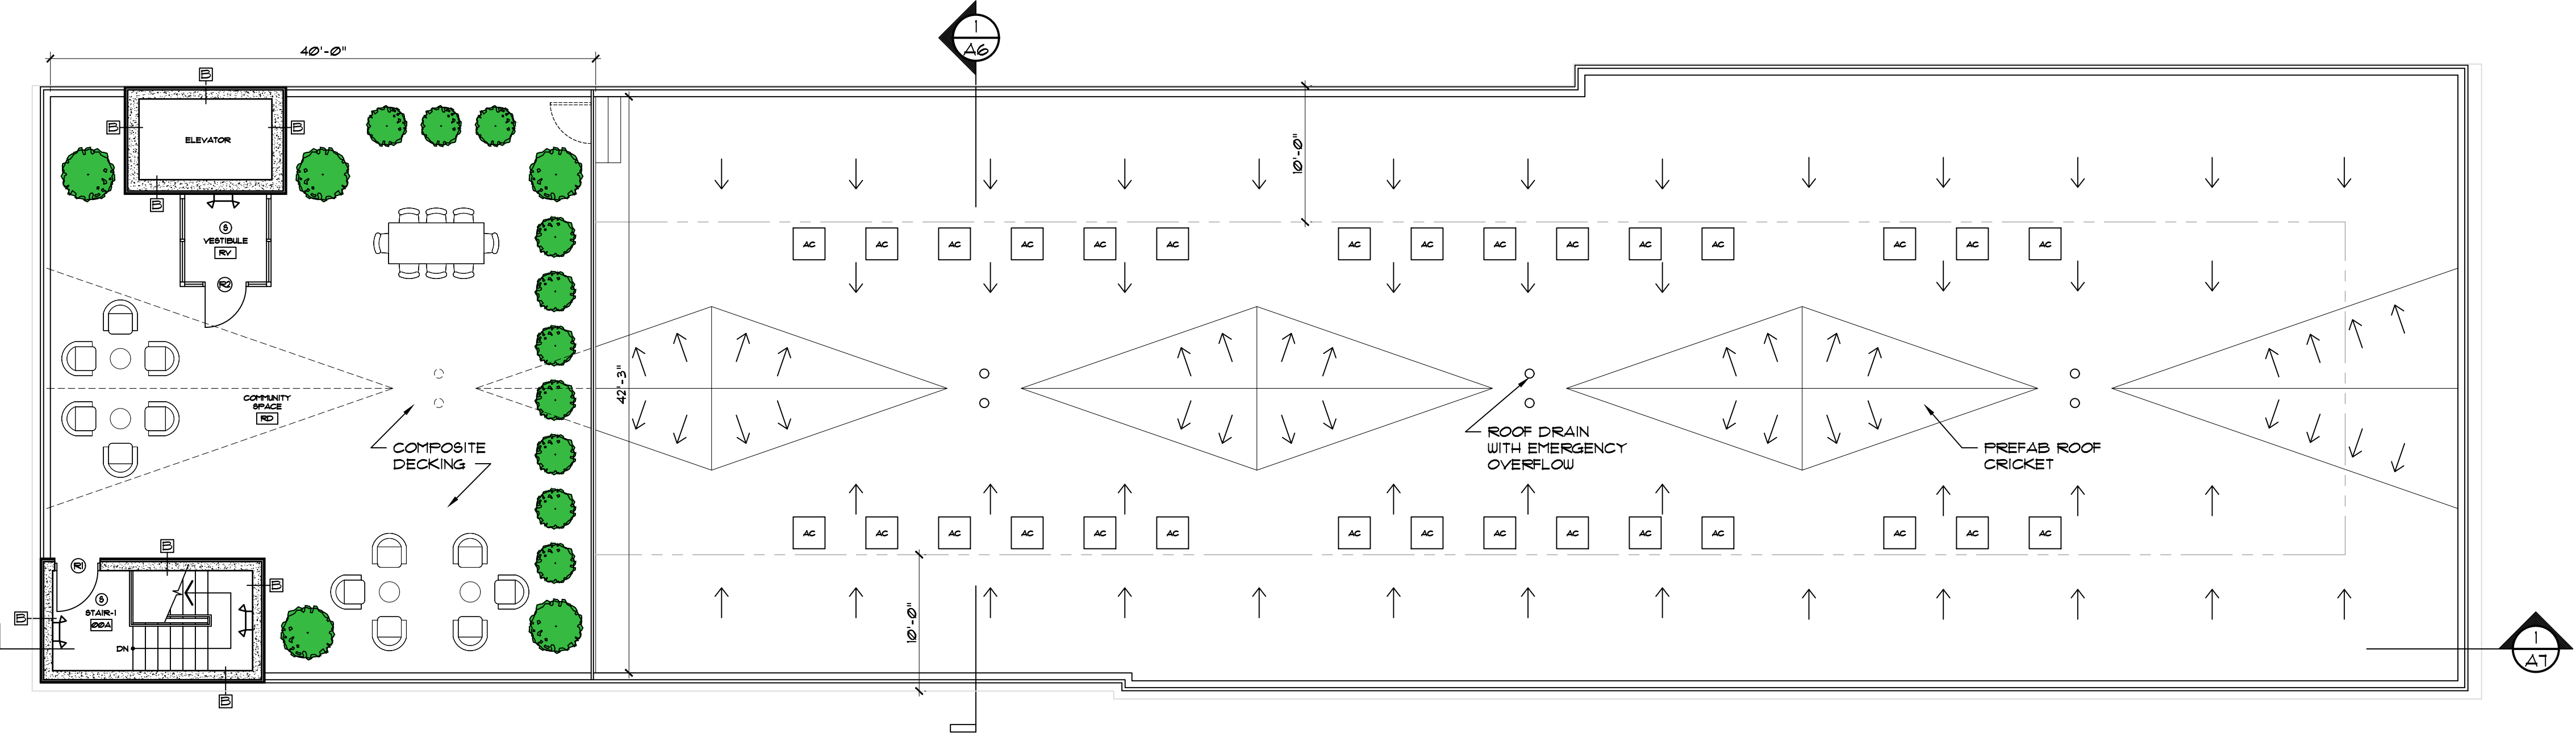 1
A6
40'-0"
B
B
ELEVATOR
B
B
10'-0"
S
VESTIBULE
RV
R2
AC AC AC AC AC AC AC AC AC AC AC AC AC AC AC
42'-3"
COMMUNITY
SPACE
RD
COMPOSITE
DECKING
ROOF DRAIN
WITH EMERGENCY
OVERFLOW
PREFAB ROOF
CRICKET
AC AC AC AC AC AC AC AC AC AC AC AC AC AC AC
B
R1
B
S
STAIR-1
00A
B
DN
B
10'-0"
1
A7